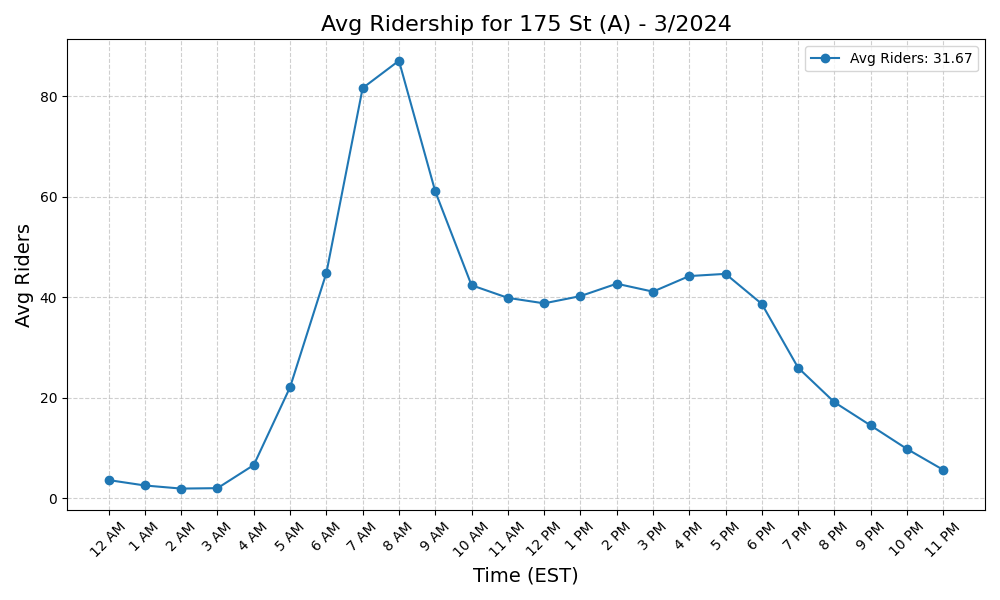 Avg Ridership for 175 St (A) - 3/2024
Avg Riders: 31.67
Avg Riders
80
60
40
20
0
12 AM
1 AM
2 AM
3 AM
4 AM
5 AM
6 AM
7 AM
8 AM
9 AM
10 AM
11 AM
12 PM
1 PM
2 PM
3 PM
4 PM
5 PM
6 PM
7 PM
8 PM
9 PM
10 PM
11 PM
Time (EST)